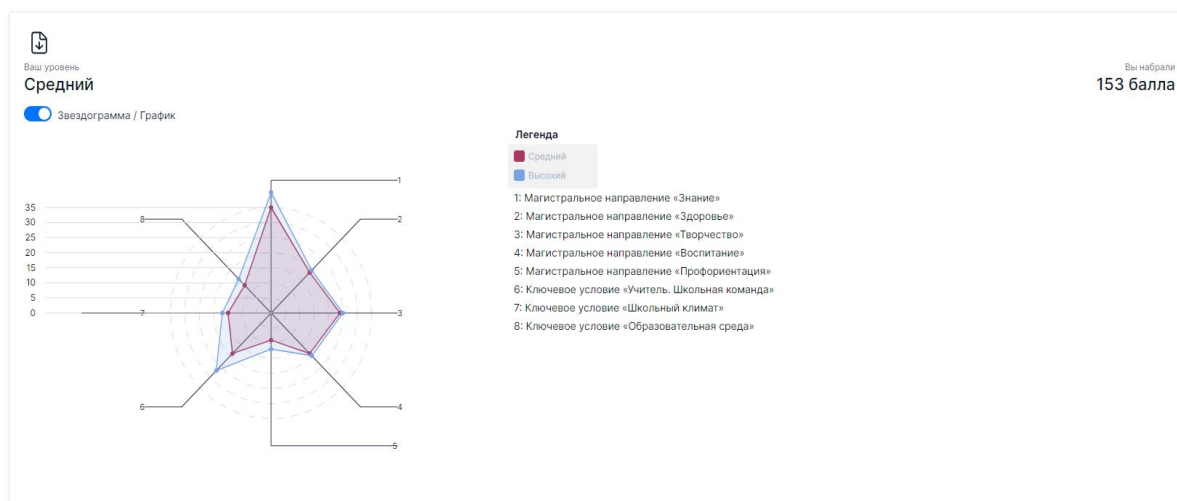 Ваш уровень
Средний
Вы набрали
153 балла
Звездограмма / График
Легенда
Средний
Высокий
1: Магистральное направление «Знание»
2: Магистральное направление «Здоровье»
3: Магистральное направление «Творчество»
4: Магистральное направление «Воспитание»
5: Магистральное направление «Профориентация»
6: Ключевое условие «Учитель. Школьная команда»
7: Ключевое условие «Школьный климат»
8: Ключевое условие «Образовательная среда»
35
30
25
20
15
10
5
0
1
2
3
4
5
6
7
8